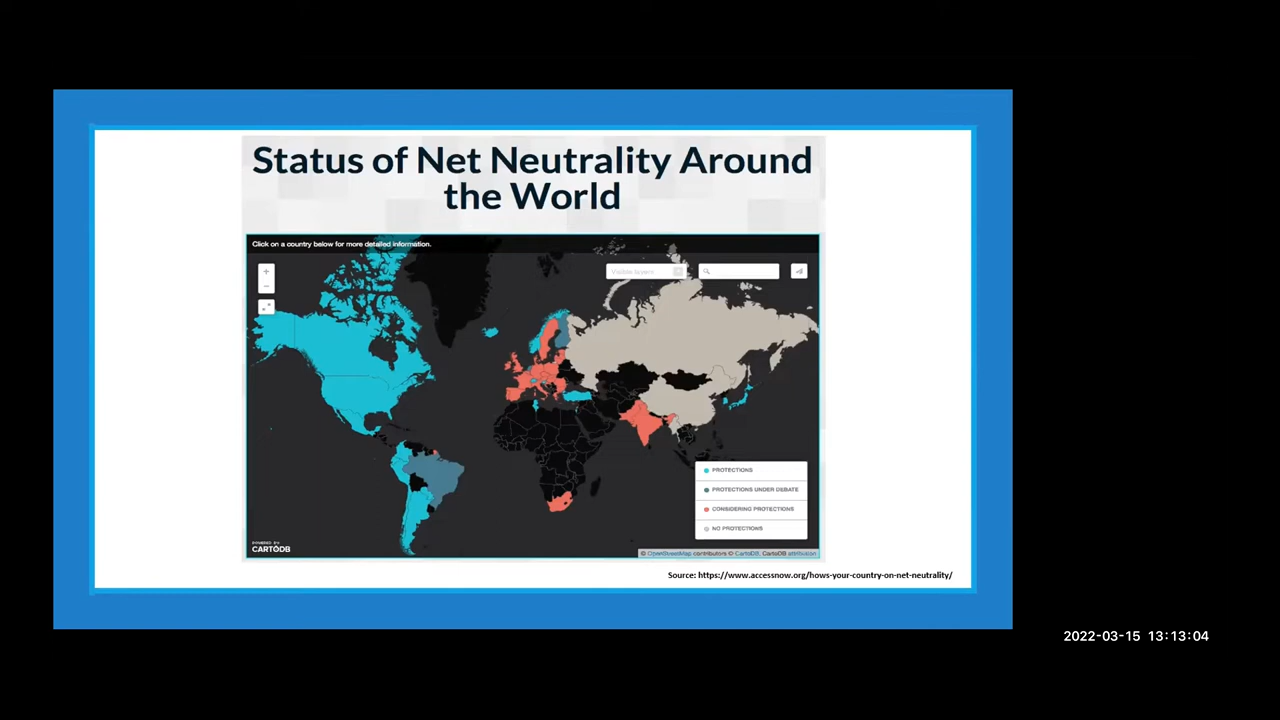 Status of Net Neutrality Around
the World
Click on a country below for more detailed information.
+
Visible layers
-
PROTECTIONS
PROTECTIONS UNDER DEBATE
CONSIDERING PROTECTIONS
NO PROTECTIONS
POWERED BY
CARTODB
© OpenStreetMap contributors © CartoDB, CartoDB attribution
Source: https://www.accessnow.org/hows-your-country-on-net-neutrality/
2022-03-15 13:13:04